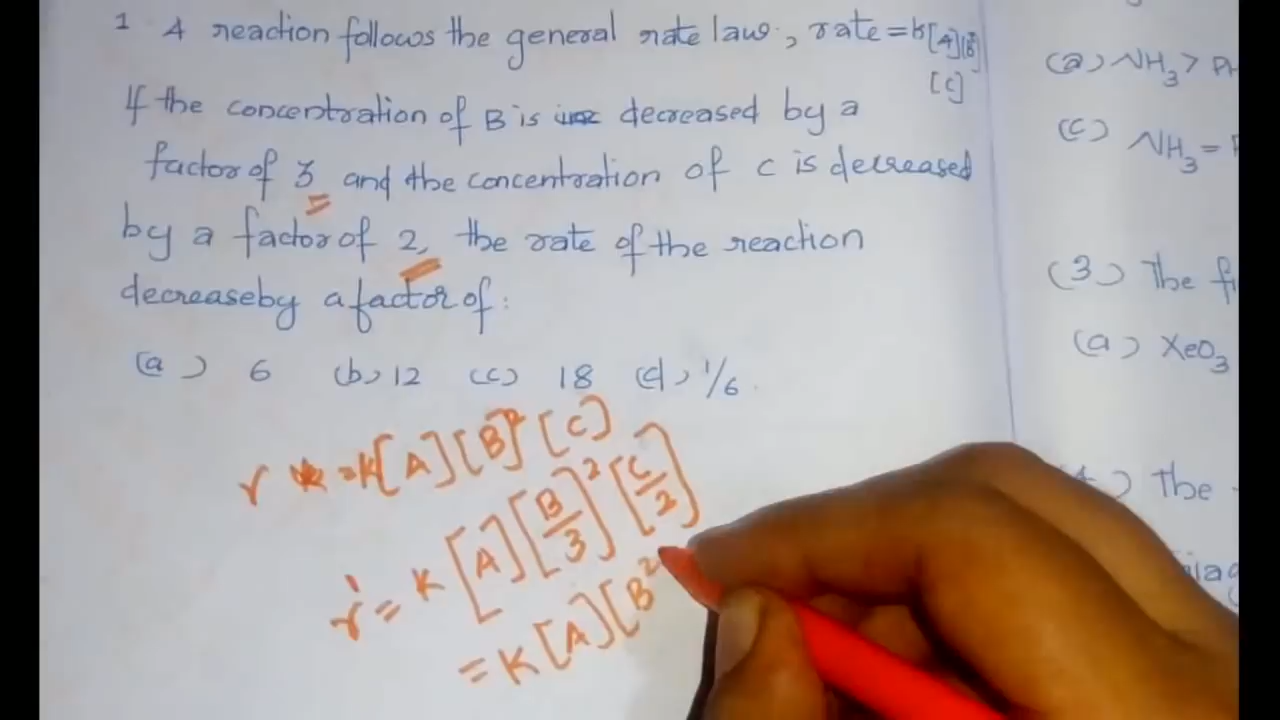 1 A reaction follows the general rate law, rate = k[A][B]²
[C]
If the concentration of B is decreased by a
factor of 3 and the concentration of C is decreased
by a factor of 2, the rate of the reaction
decreaseby a factor of:
(a) 6 (b) 12 (c) 18 (d) 1/6.
r = K[A][B]²[C]
r' = K[A][B/3]²[C/2]
= K[A][B²
(a) NH₃ >
(c) NH₃ =
(3) The
(a) XeO₃
The